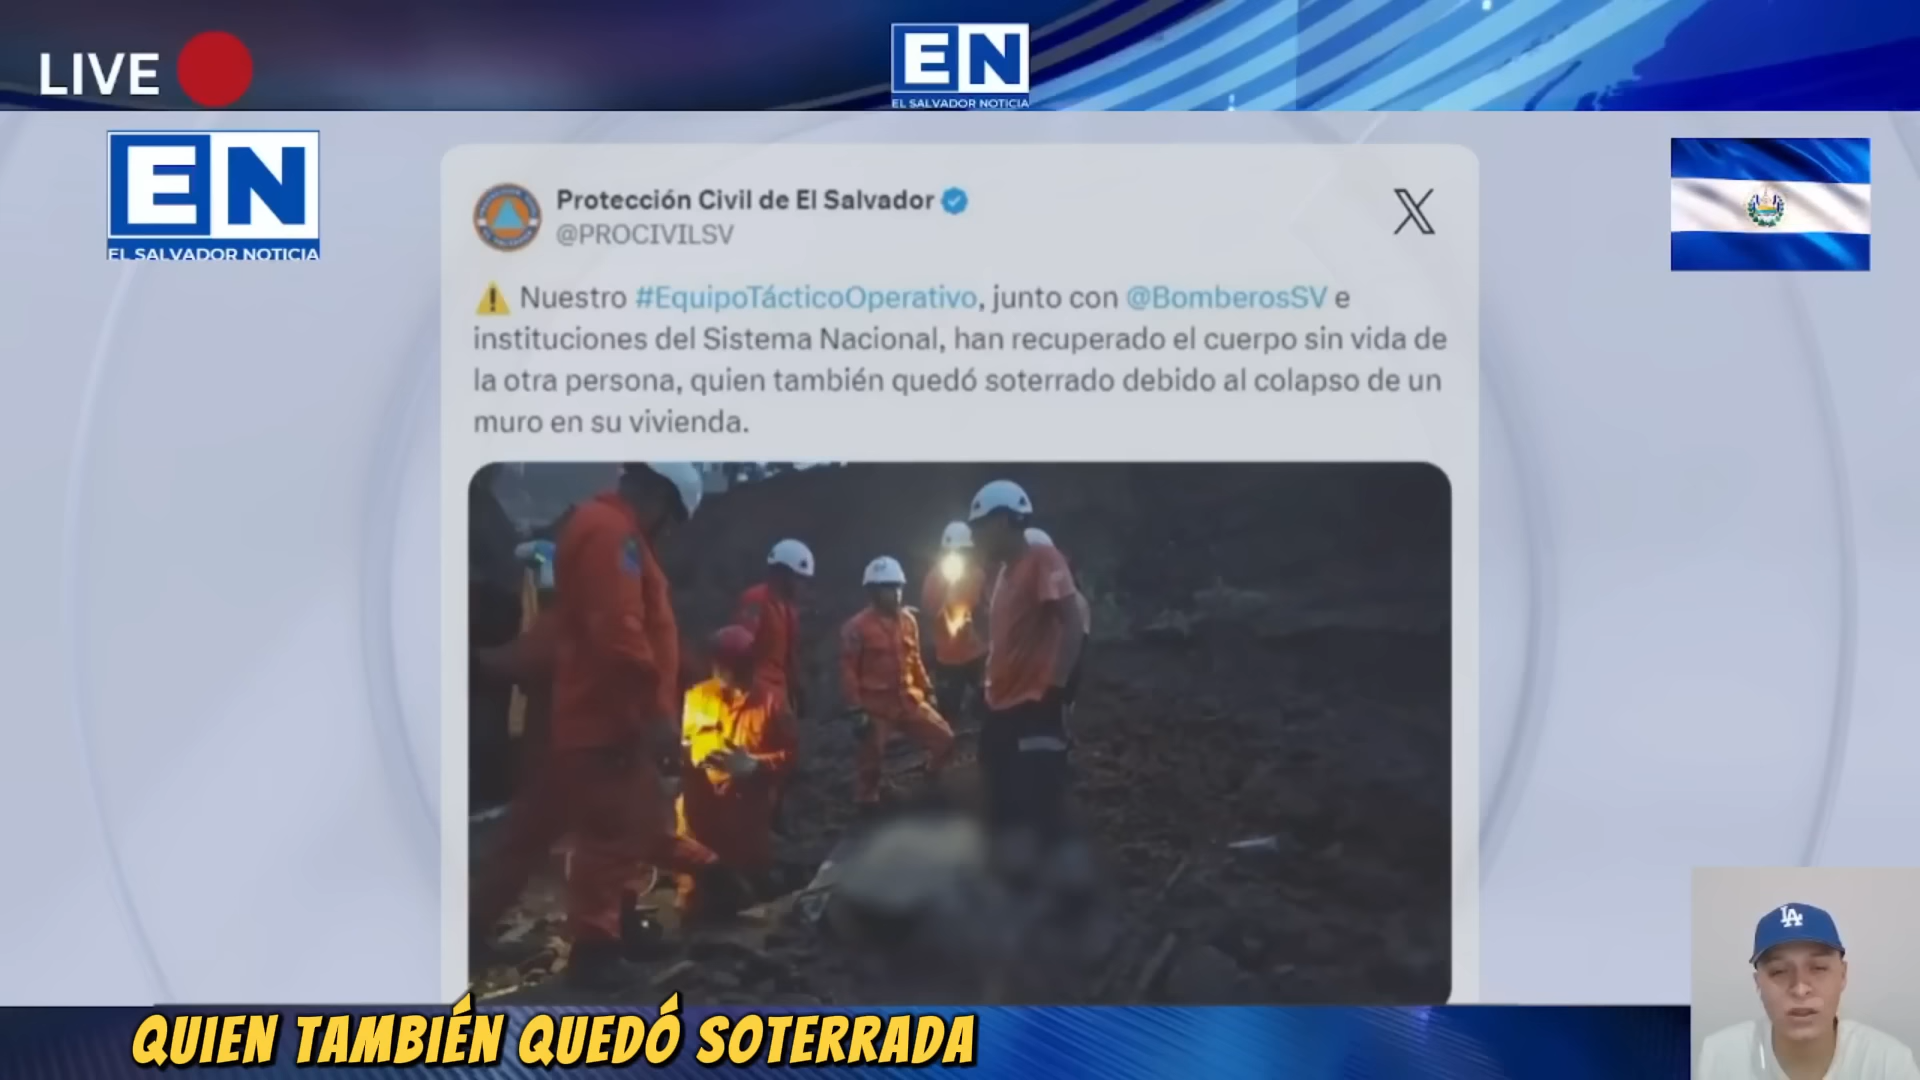 LIVE
EN
EL SALVADOR NOTICIA
EN
EL SALVADOR NOTICIA
Protección Civil de El Salvador
@PROCIVILSV
⚠️ Nuestro #EquipoTácticoOperativo, junto con @BomberosSV e
instituciones del Sistema Nacional, han recuperado el cuerpo sin vida de
la otra persona, quien también quedó soterrado debido al colapso de un
muro en su vivienda.
LA
QUIEN TAMBIÉN QUEDÓ SOTERRADA